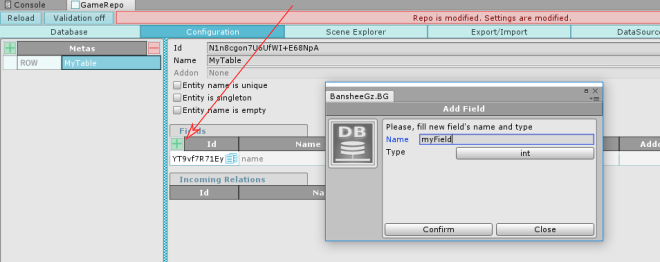 Console
GameRepo
Reload Validation off Repo is modified. Settings are modified.
Database Configuration Scene Explorer Export/Import DataSourc
Metas
ROW MyTable
Id N1n8cgon7U6UfWI+E68NpA
Name MyTable
Addon None
Entity name is unique
Entity is singleton
Entity name is empty
Fields
Id Name Addo
YT9vf7R71Ey name
Incoming Relations
Id Na
BansheeGz.BG
Add Field
DB
Please, fill new field's name and type
Name myField
Type int
Confirm Close